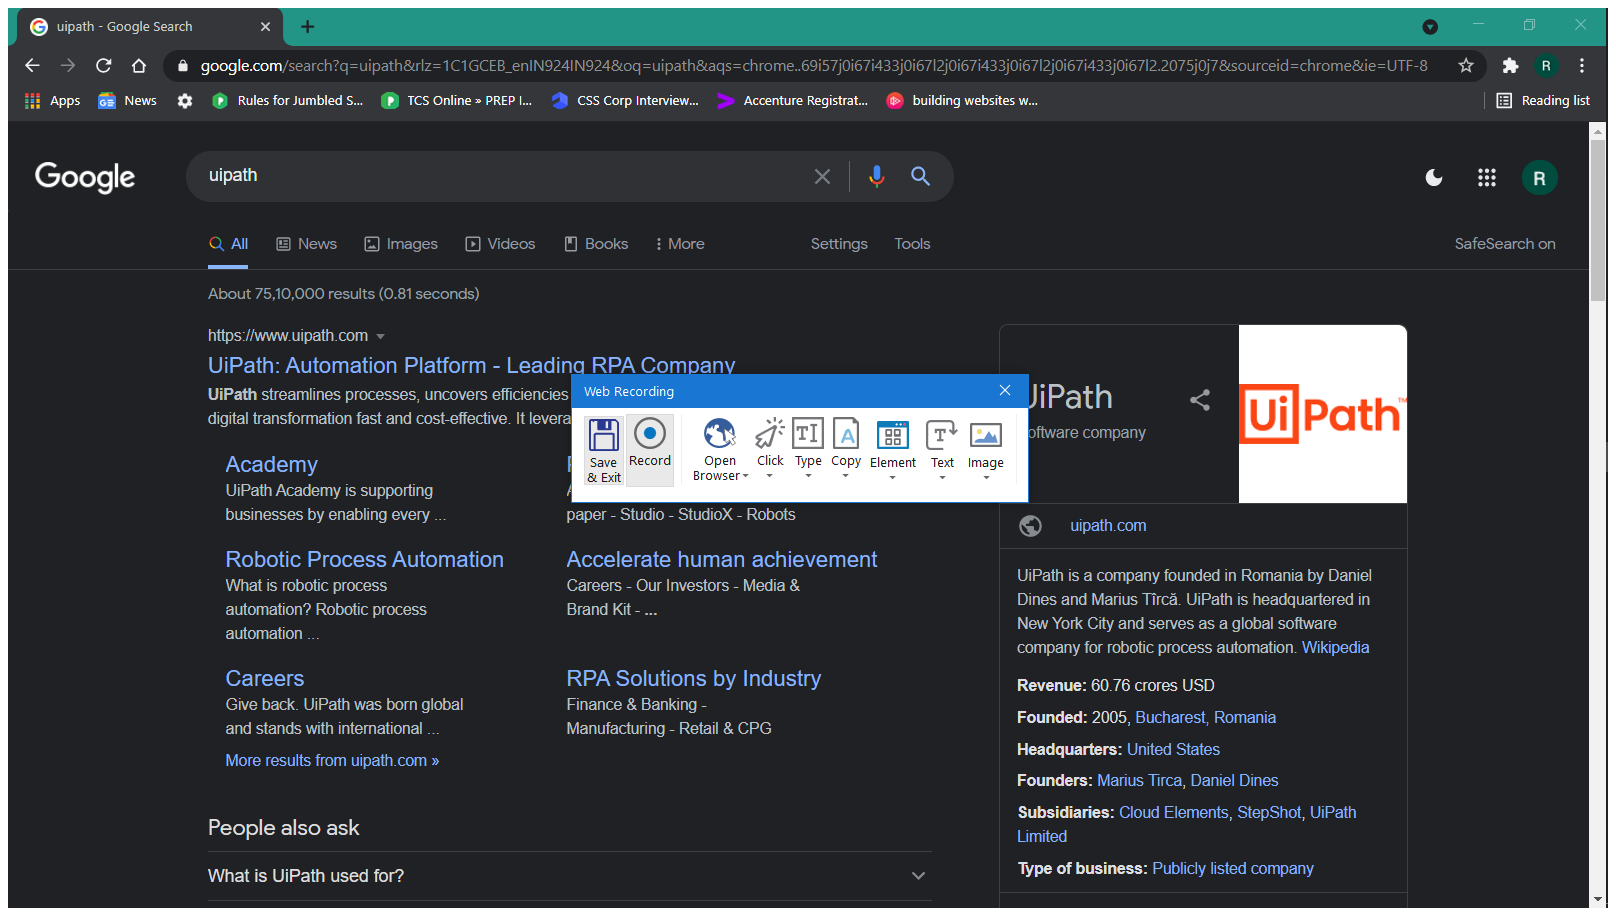 uipath - Google Search
google.com/search?q=uipath&rlz=1C1GCEB_enIN924IN924&oq=uipath&aqs=chrome..69i57j0i67i433j0i67l2j0i67i433j0i67l2j0i67i433j0i67l2.2075j0j7&sourceid=chrome&ie=UTF-8
R
Apps News Rules for Jumbled S... TCS Online » PREP I... CSS Corp Interview... Accenture Registrat... building websites w... Reading list
Google uipath R
All News Images Videos Books More Settings Tools SafeSearch on
About 75,10,000 results (0.81 seconds)
https://www.uipath.com
UiPath: Automation Platform - Leading RPA Company
UiPath streamlines processes, uncovers efficiencies
digital transformation fast and cost-effective. It levera
Web Recording
Save & Exit
Record
Open Browser
Click
Type
Copy
Element
Text
Image
Academy
UiPath Academy is supporting
businesses by enabling every ...
paper - Studio - StudioX - Robots
Robotic Process Automation
What is robotic process
automation? Robotic process
automation ...
Accelerate human achievement
Careers - Our Investors - Media &
Brand Kit - ...
Careers
Give back. UiPath was born global
and stands with international ...
RPA Solutions by Industry
Finance & Banking -
Manufacturing - Retail & CPG
More results from uipath.com »
People also ask
What is UiPath used for?
UiPath
oftware company
UiPath™
uipath.com
UiPath is a company founded in Romania by Daniel
Dines and Marius Tîrcă. UiPath is headquartered in
New York City and serves as a global software
company for robotic process automation. Wikipedia
Revenue: 60.76 crores USD
Founded: 2005, Bucharest, Romania
Headquarters: United States
Founders: Marius Tirca, Daniel Dines
Subsidiaries: Cloud Elements, StepShot, UiPath
Limited
Type of business: Publicly listed company